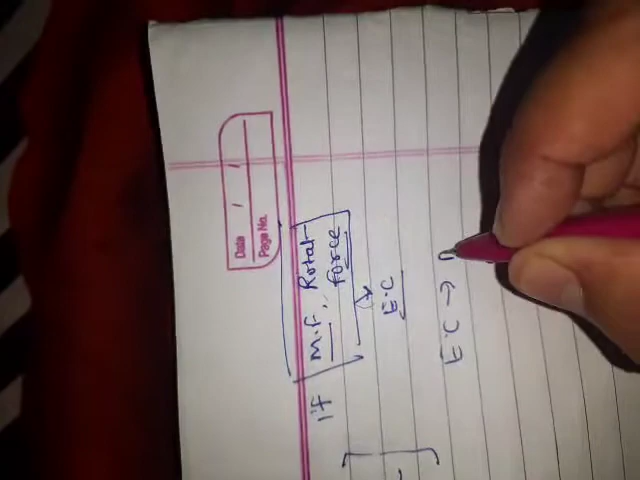 Date / /
Page No.
if M.F, Rotat
force
E.C
E C →